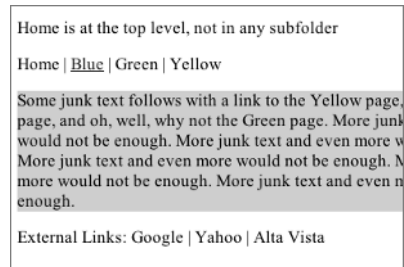 Home is at the top level, not in any subfolder
Home | Blue | Green | Yellow
Some junk text follows with a link to the Yellow page,
page, and oh, well, why not the Green page. More junk
would not be enough. More junk text and even more
More junk text and even more would not be enough.
more would not be enough. More junk text and even
enough.
External Links: Google | Yahoo | Alta Vista